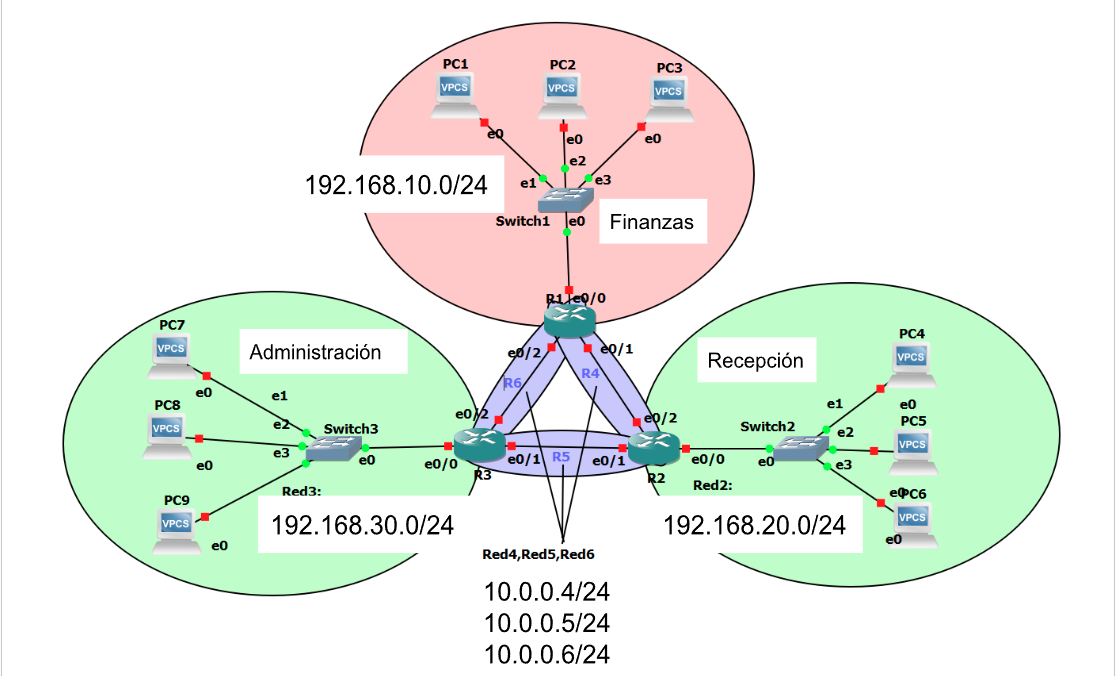 PC1
PC2
PC3
VPCS
VPCS
VPCS
e0
e0
e0
e2
e1
e3
192.168.10.0/24
Switch1
e0
Finanzas
R1
e0/0
PC7
VPCS
Administración
e0/2
e0/1
Recepción
PC4
VPCS
R6
R4
e0
e1
e1
e0
PC8
VPCS
e2
Switch3
e0/2
e0/2
Switch2
e2
PC5
VPCS
e3
e0
e0/0
R3
e0/1
R5
e0/1
R2
e0/0
e0
e3
e0
PC9
VPCS
Red3:
Red2:
e0
PC6
VPCS
192.168.30.0/24
192.168.20.0/24
e0
e0
Red4,Red5,Red6
10.0.0.4/24
10.0.0.5/24
10.0.0.6/24